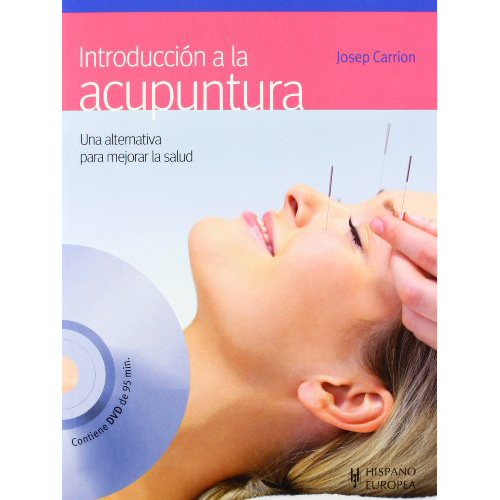 Introducción a la
acupuntura
Josep Carrion
Una alternativa
para mejorar la salud
Contiene DVD de 95 min.
HISPANO
EUROPEA